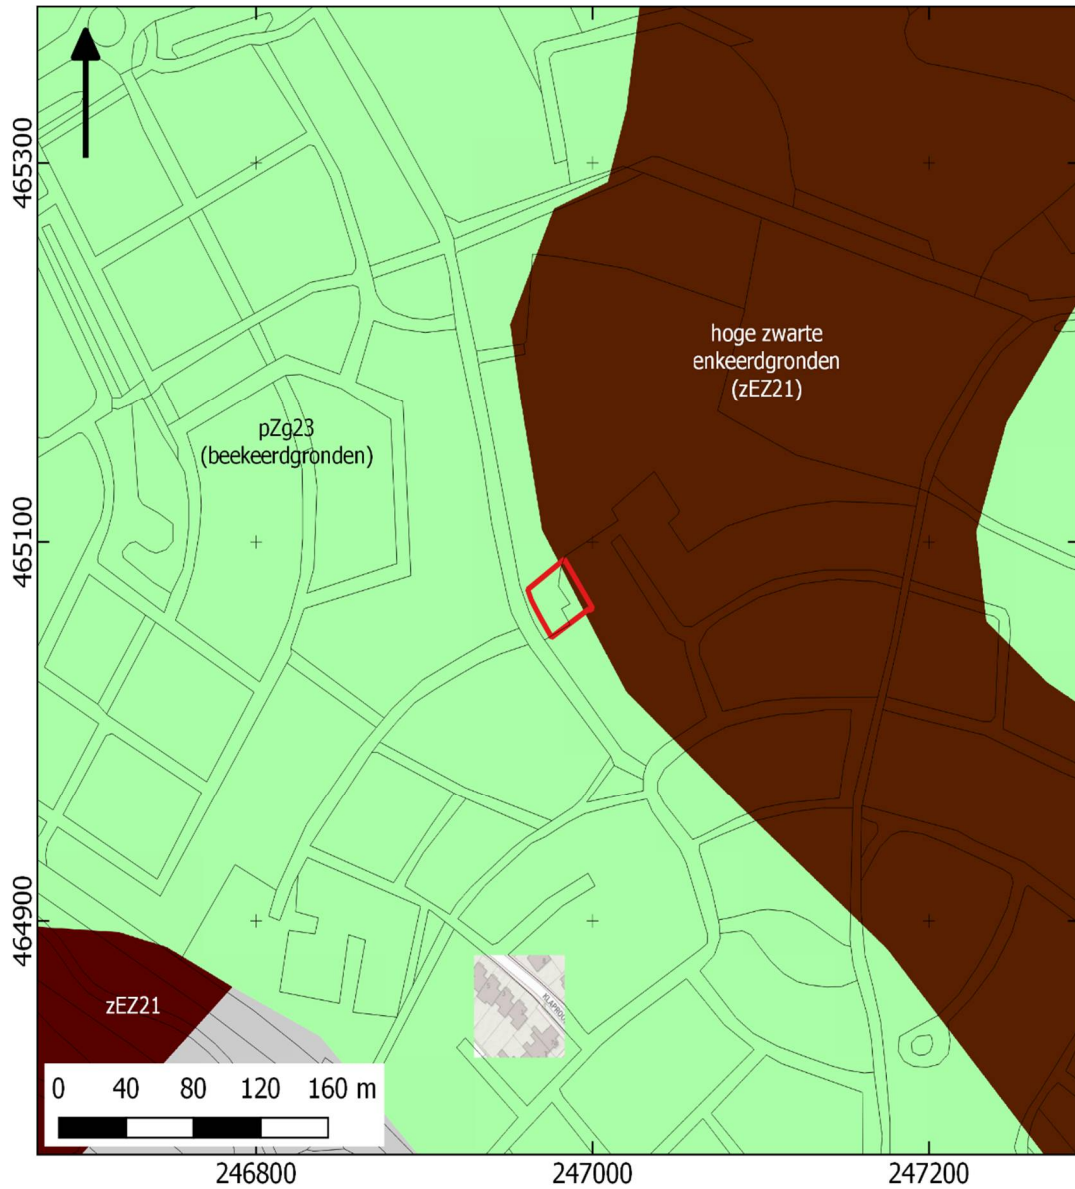 465300
hoge zwarte
enkeerdgronden
(zEZ21)
pZg23
(beekeerdgronden)
465100
464900
zEZ21
0 40 80 120 160 m
246800 247000 247200